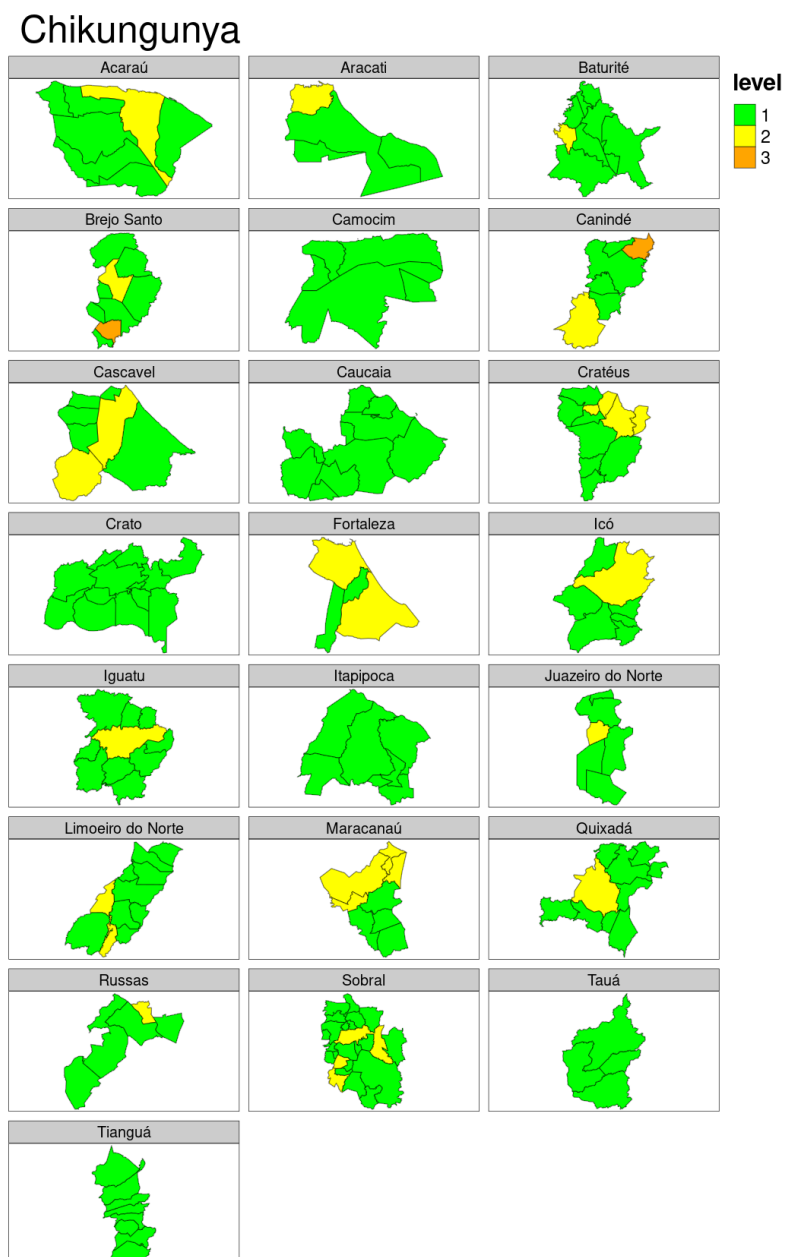 Chikungunya
Acaraú
Aracati
Baturité
level
1
2
3
Brejo Santo
Camocim
Canindé
Cascavel
Caucaia
Cratéus
Crato
Fortaleza
Icó
Iguatu
Itapipoca
Juazeiro do Norte
Limoeiro do Norte
Maracanaú
Quixadá
Russas
Sobral
Tauá
Tianguá